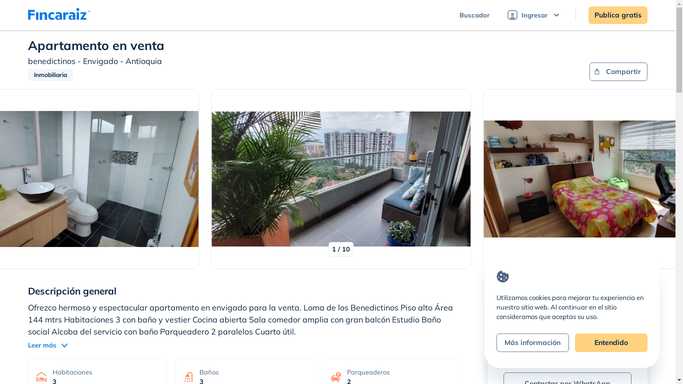 Fincaraiz
Buscador
Ingresar
Publica gratis
Apartamento en venta
benedictinos - Envigado - Antioquia
Inmobiliaria
Compartir
1 / 10
Descripción general
Ofrezco hermoso y espectacular apartamento en envigado para la venta. Loma de los Benedictinos Piso alto Área
144 mtrs Habitaciones 3 con baño y vestier Cocina abierta Sala comedor amplia con gran balcón Estudio Baño
social Alcoba del servicio con baño Parqueadero 2 paralelos Cuarto útil.
Leer más
Habitaciones
3
Baños
3
Parqueaderos
2
Utilizamos cookies para mejorar tu experiencia en
nuestro sitio web. Al continuar en el sitio
consideramos que aceptas su uso.
Más información
Entendido
Contactar por WhatsApp